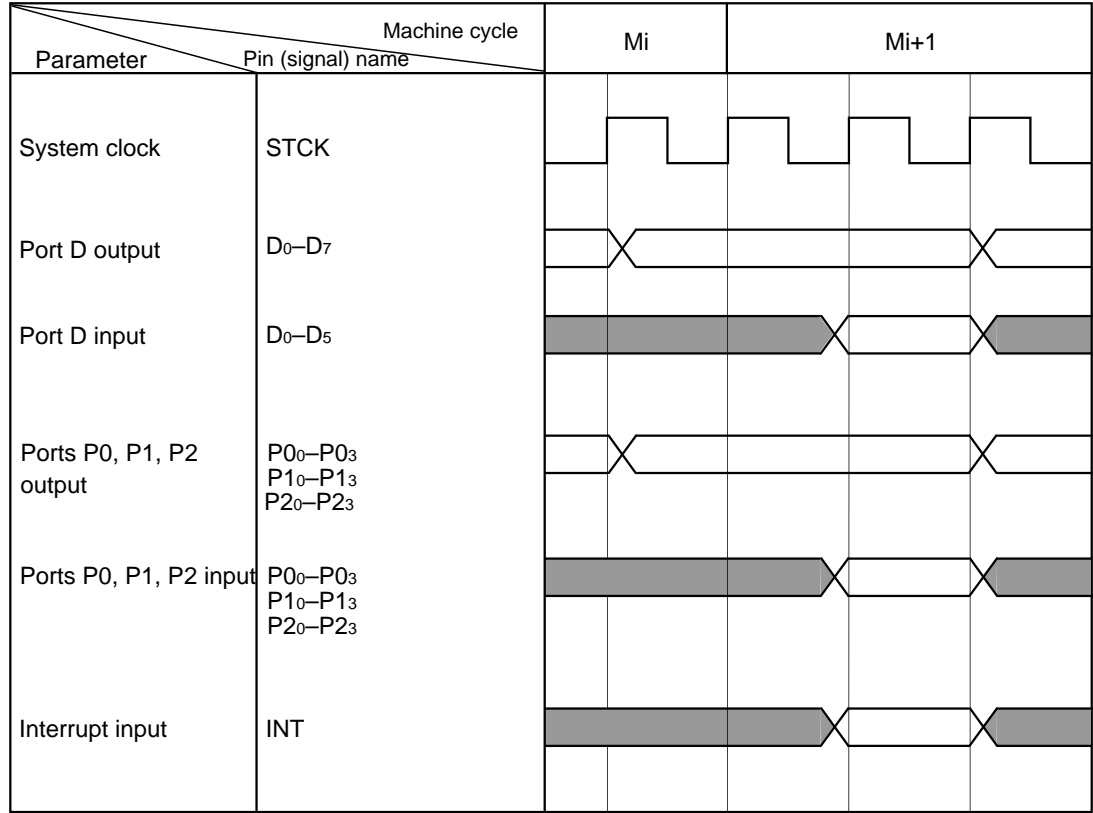 Machine cycle
Parameter Pin (signal) name
Mi Mi+1
System clock STCK
Port D output D0–D7
Port D input D0–D5
Ports P0, P1, P2 P00–P03
output P10–P13
P20–P23
Ports P0, P1, P2 input P00–P03
P10–P13
P20–P23
Interrupt input INT